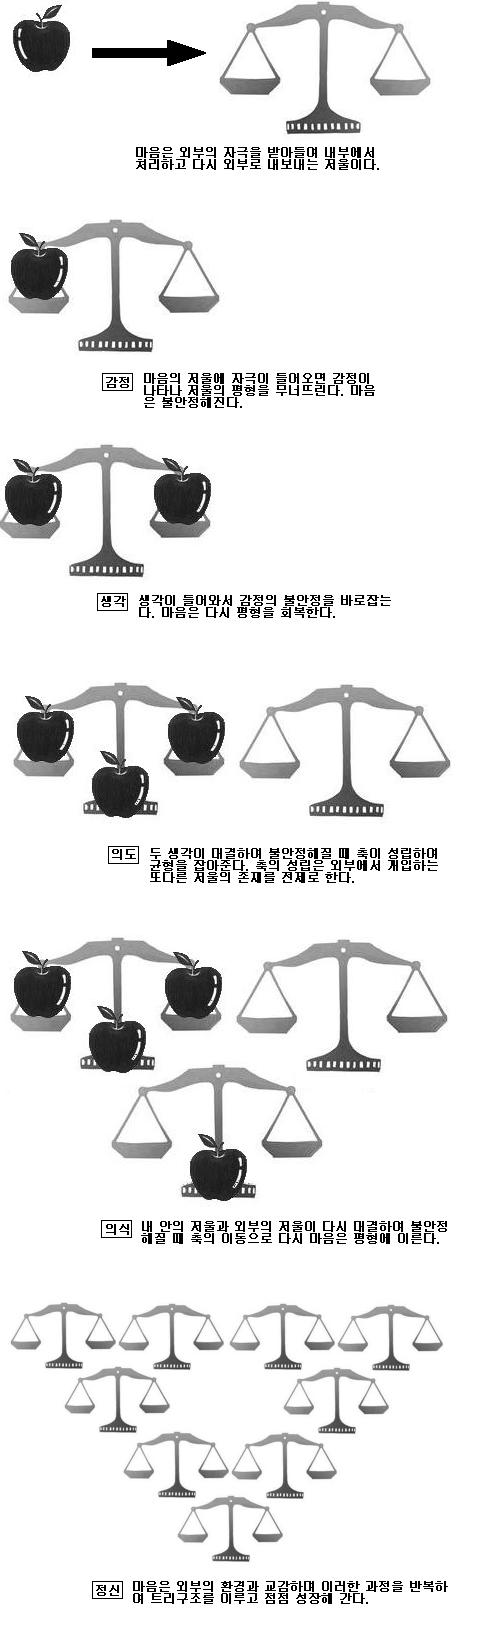 마음은 외부의 자극을 받아들여 내부에서
처리하고 다시 외부로 내보내는 저울이다.
감정 마음의 저울에 자극이 들어오면 감정이
나타나 저울의 평형을 무너뜨린다. 마음
은 불안정해진다.
생각 생각이 들어와서 감정의 불안정을 바로잡는
다. 마음은 다시 평형을 회복한다.
의도 두 생각이 대결하여 불안정해질 때 축이 성립하여
균형을 잡아준다. 축의 성립은 외부에서 개입하는
또다른 저울의 존재를 전제로 한다.
의식 내 안의 저울과 외부의 저울이 다시 대결하여 불안정
해질 때 축의 이동으로 다시 마음은 평형에 이른다.
정신 마음은 외부의 환경과 교감하며 이러한 과정을 반복하
여 트리구조를 이루고 점점 성장해 간다.